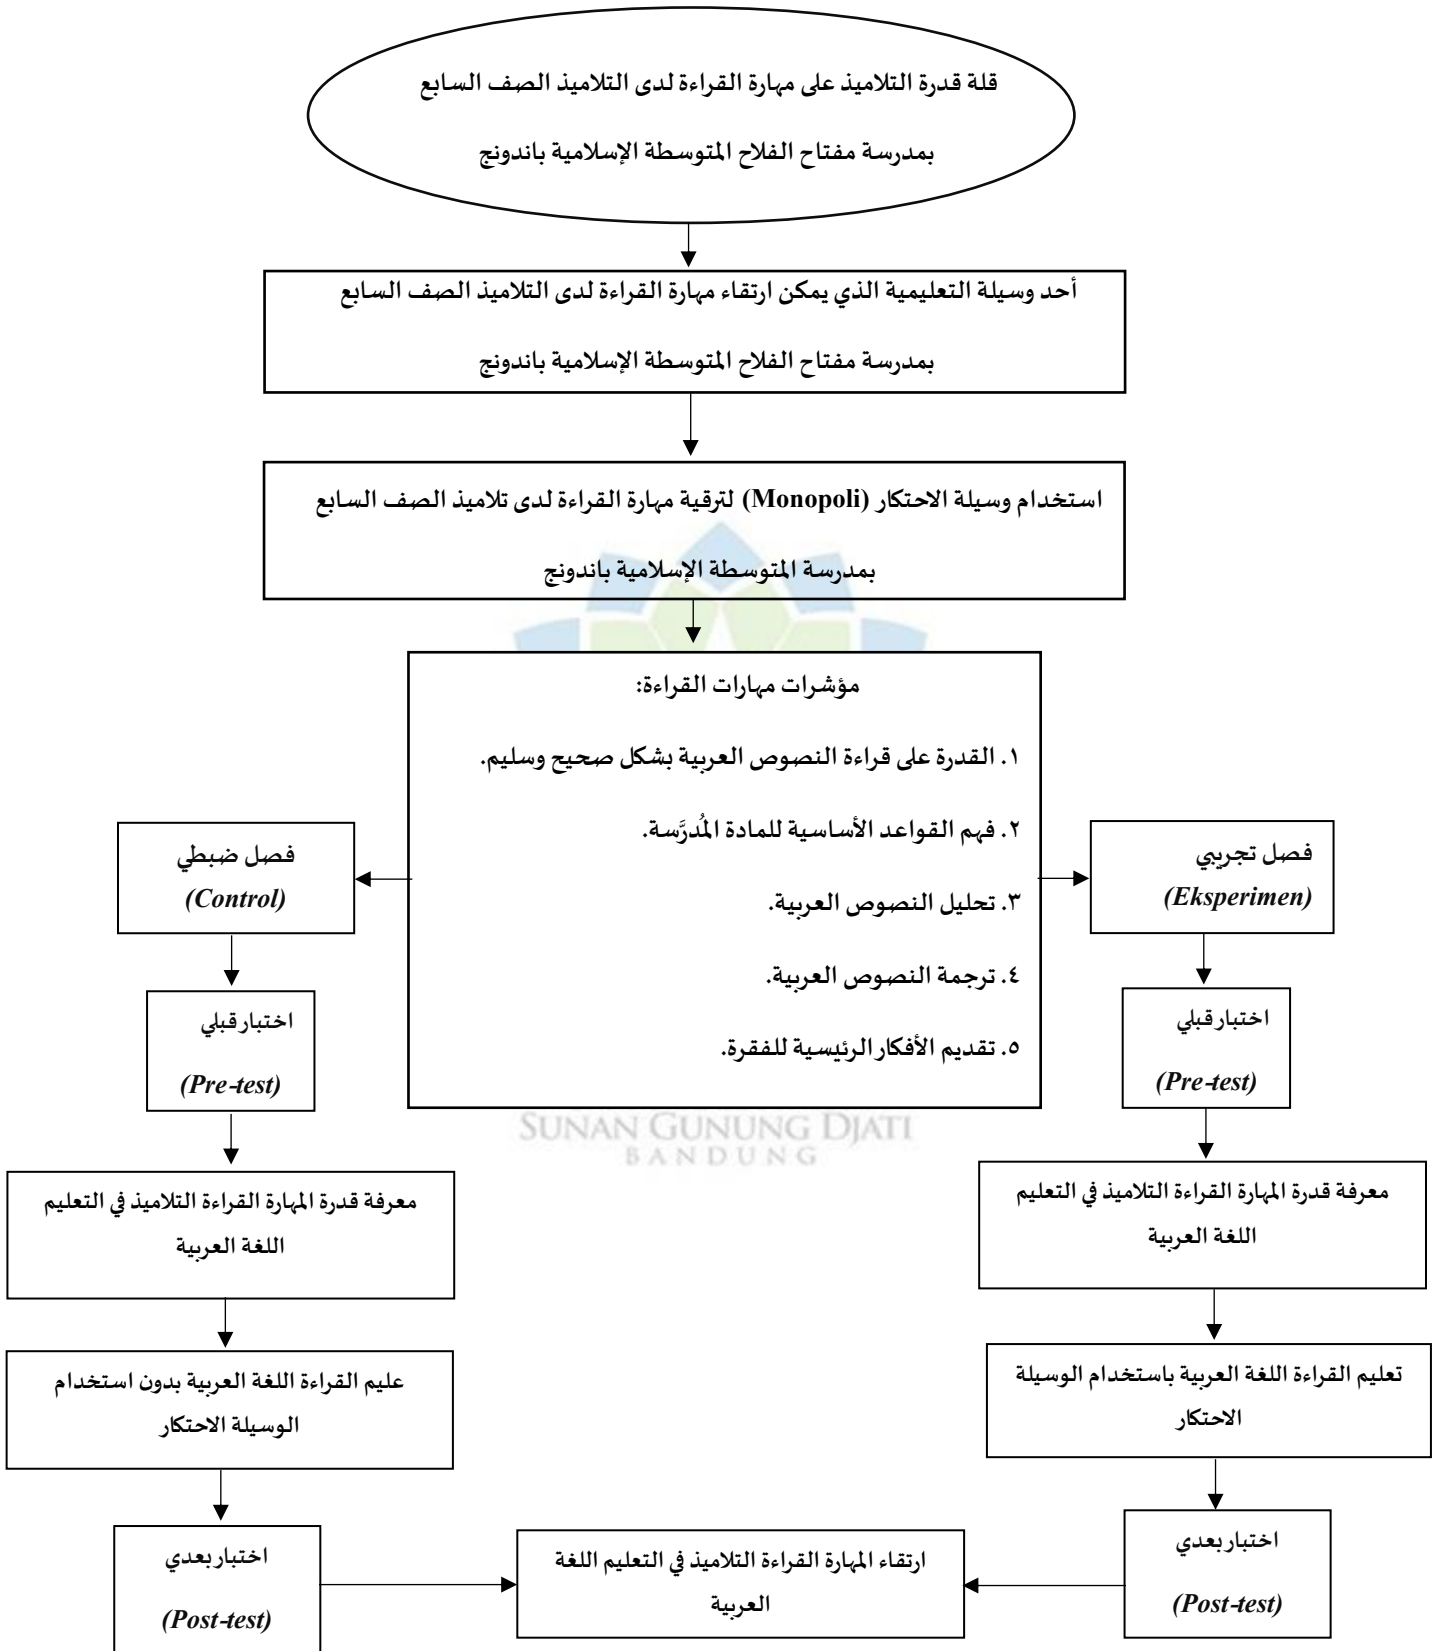 قلة قدرة التلاميذ على مهارة القراءة لدى التلاميذ الصف السابع
بمدرسة مفتاح الفلاح المتوسطة الإسلامية باندونج
أحد وسيلة التعليمية الذي يمكن ارتقاء مهارة القراءة لدى التلاميذ الصف السابع
بمدرسة مفتاح الفلاح المتوسطة الإسلامية باندونج
استخدام وسيلة الاحتكار (Monopoli) لترقية مهارة القراءة لدى تلاميذ الصف السابع
بمدرسة المتوسطة الإسلامية باندونج
مؤشرات مهارات القراءة:
١. القدرة على قراءة النصوص العربية بشكل صحيح وسليم.
٢. فهم القواعد الأساسية للمادة المُدرَّسة.
٣. تحليل النصوص العربية.
٤. ترجمة النصوص العربية.
٥. تقديم الأفكار الرئيسية للفقرة.
فصل تجريبي
(Eksperimen)
فصل ضبطي
(Control)
اختبار قبلي
(Pre-test)
اختبار قبلي
(Pre-test)
SUNAN GUNUNG DJATI
BANDUNG
معرفة قدرة المهارة القراءة التلاميذ في التعليم
اللغة العربية
معرفة قدرة المهارة القراءة التلاميذ في التعليم
اللغة العربية
تعليم القراءة اللغة العربية باستخدام الوسيلة
الاحتكار
عليم القراءة اللغة العربية بدون استخدام
الوسيلة الاحتكار
اختبار بعدي
(Post-test)
ارتقاء المهارة القراءة التلاميذ في التعليم اللغة
العربية
اختبار بعدي
(Post-test)